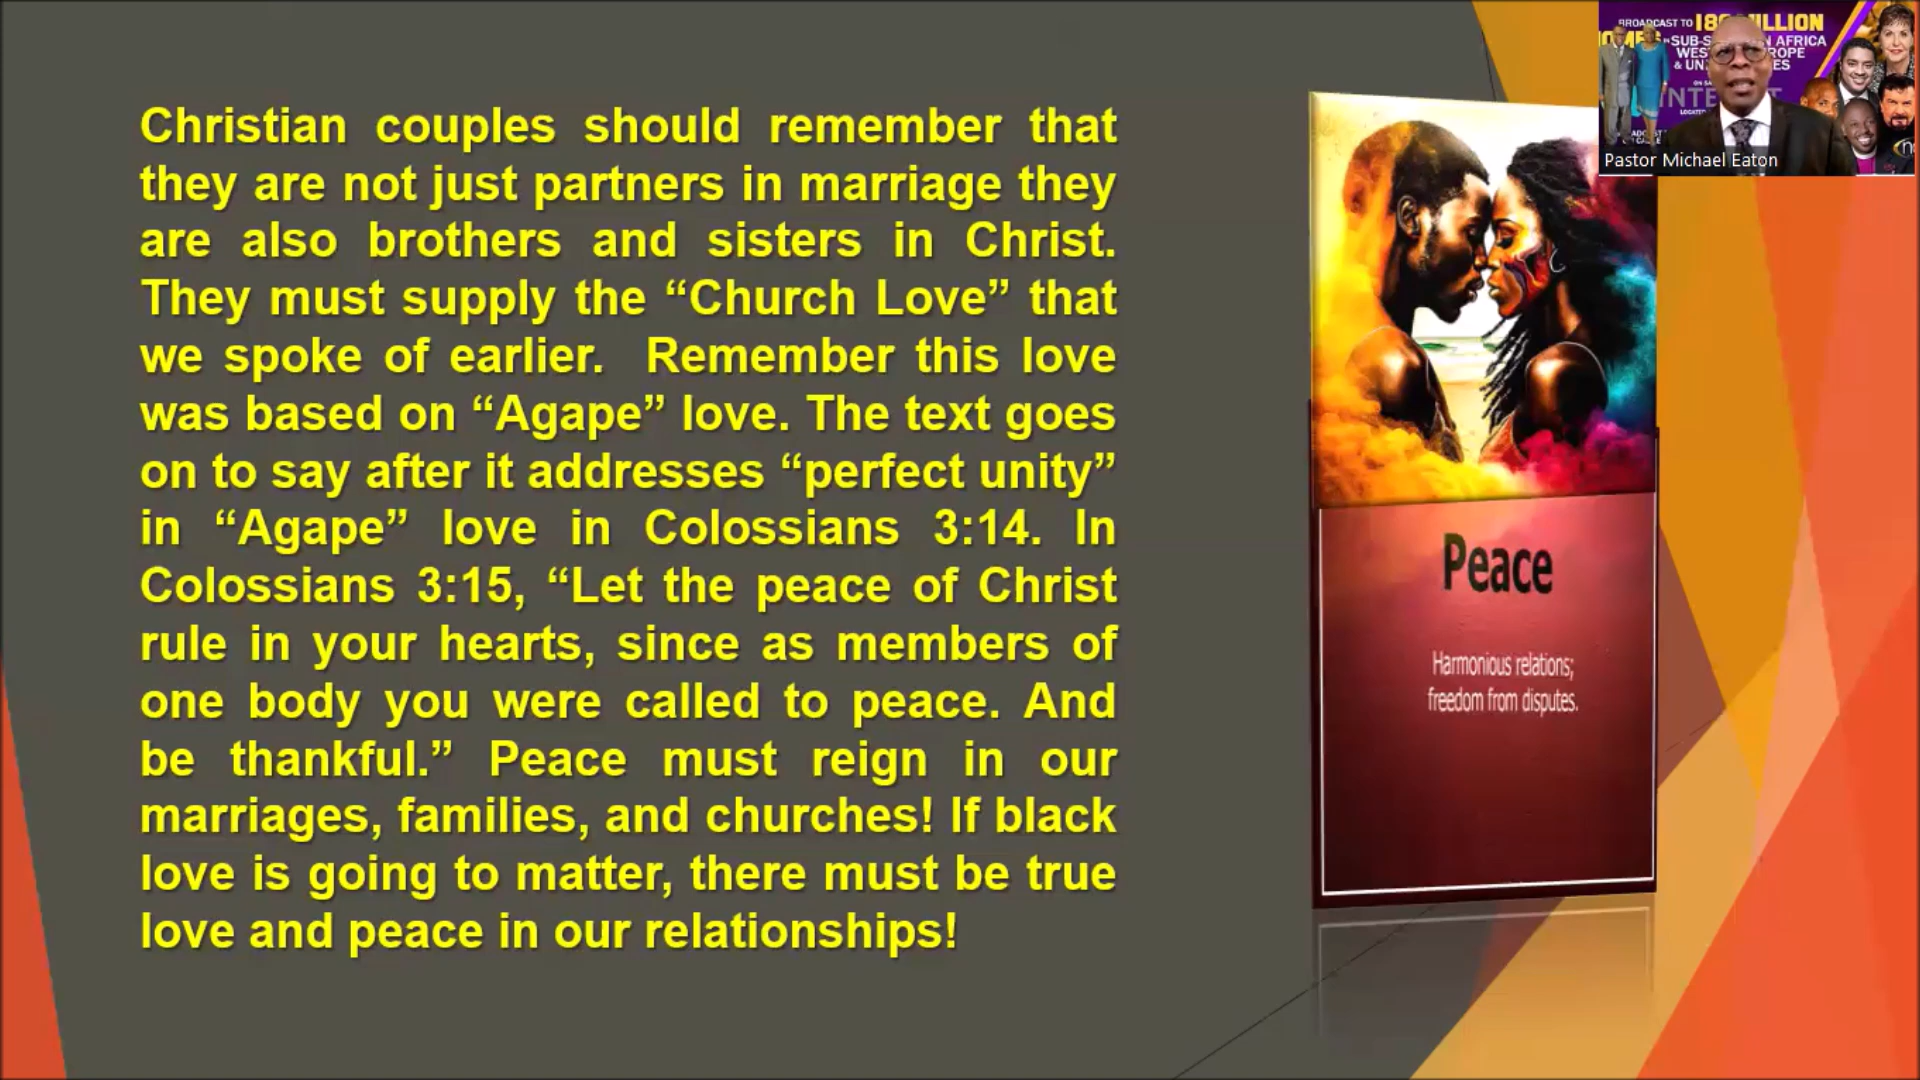 Christian couples should remember that
they are not just partners in marriage they
are also brothers and sisters in Christ.
They must supply the “Church Love” that
we spoke of earlier. Remember this love
was based on “Agape” love. The text goes
on to say after it addresses “perfect unity”
in “Agape” love in Colossians 3:14. In
Colossians 3:15, “Let the peace of Christ
rule in your hearts, since as members of
one body you were called to peace. And
be thankful.” Peace must reign in our
marriages, families, and churches! If black
love is going to matter, there must be true
love and peace in our relationships!
Peace
Harmonious relations;
freedom from disputes.
BROADCAST TO
AFRICA
Pastor Michael Eaton